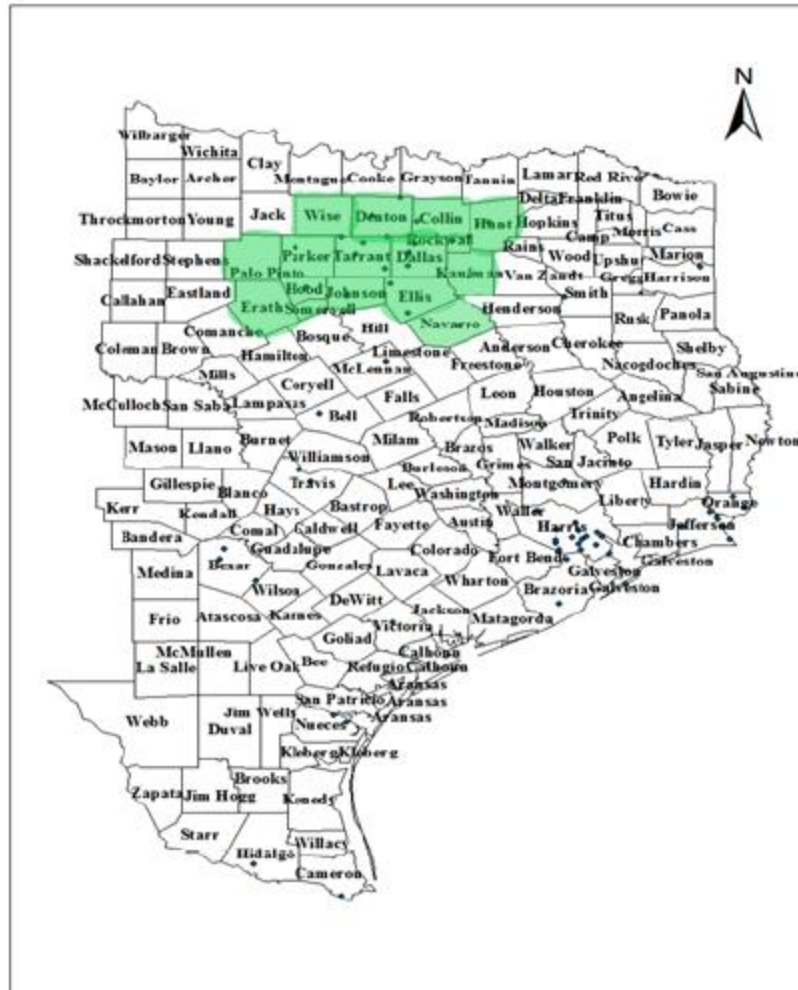 N
Wilbarger
Wichita
Clay
Montague Cooke Grayson Fannin Lamar Red River
Baylor Archer Bowie
Delta Franklin
Throckmorton Young Jack Wise Denton Collin Hunt Hopkins Titus
Morris Cass
Camp
Rockwall
Rains
Shackelford Stephens Parker Tarrant Dallas Wood Upshur Marion
Palo Pinto Kaufman Van Zandt Gregg Harrison
Callahan Eastland Hood Johnson Ellis Smith
Erath Somervell Henderson Rusk Panola
Comanche Navarro
Bosque Hill
Coleman Brown Hamilton Limestone Anderson Cherokee Shelby
Mills McLennan Freestone Nacogdoches
San Augustine
Coryell Sabine
McCulloch San Saba Lampasas Falls Leon Houston Angelina
Bell Robertson Trinity
Madison
Mason Llano Burnet Milam Brazos Walker Polk Tyler Jasper Newton
Williamson San Jacinto
Burleson Grimes
Gillespie Travis Lee Montgomery Hardin
Blanco Washington Liberty
Kerr Kendall Hays Bastrop Waller Orange
Bandera Comal Caldwell Fayette Austin Harris Jefferson
Chambers
Guadalupe Colorado Fort Bend Galveston
Medina Bexar Gonzales Lavaca Galveston
Wilson Wharton Brazoria Galveston
Frio Atascosa Karnes DeWitt Jackson Matagorda
Victoria
Goliad
McMullen Calhoun
La Salle Live Oak Bee Refugio Calhoun
Aransas
San Patricio Aransas
Webb Jim Wells Aransas
Duval Nueces
Kleberg Kleberg
Brooks
Zapata Jim Hogg Kenedy
Starr Willacy
Hidalgo
Cameron